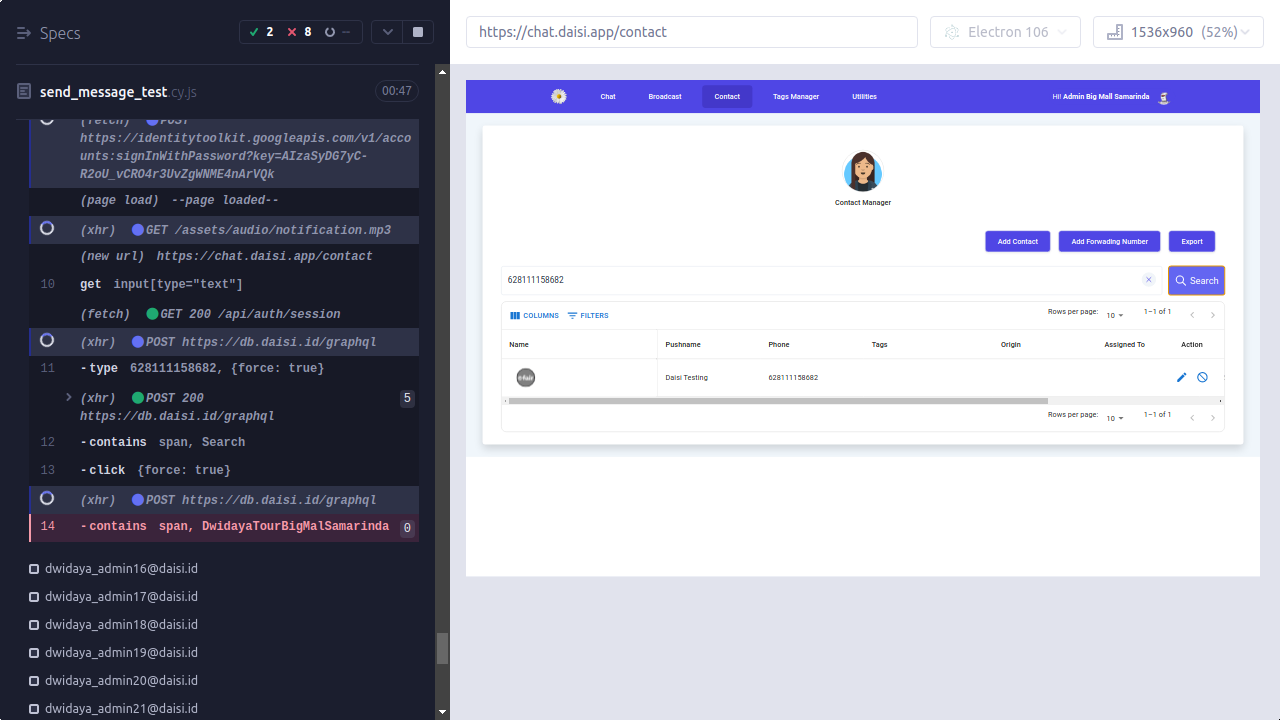 Specs
2
8
--
send_message_test.cy.js
00:47
(fetch) POST
https://identitytoolkit.googleapis.com/v1/acco
unts:signInWithPassword?key=AIzaSyDG7yC-
R2oU_vCRO4r3UvZgWNME4nArVQk
(page load) --page loaded--
(xhr) GET /assets/audio/notification.mp3
(new url) https://chat.daisi.app/contact
10 get input[type="text"]
(fetch) GET 200 /api/auth/session
(xhr) POST https://db.daisi.id/graphql
11 -type 628111158682, {force: true}
(xhr) POST 200 5
https://db.daisi.id/graphql
12 -contains span, Search
13 -click {force: true}
(xhr) POST https://db.daisi.id/graphql
14 -contains span, DwidayaTourBigMalSamarinda 0
dwidaya_admin16@daisi.id
dwidaya_admin17@daisi.id
dwidaya_admin18@daisi.id
dwidaya_admin19@daisi.id
dwidaya_admin20@daisi.id
dwidaya_admin21@daisi.id
https://chat.daisi.app/contact
Electron 106
1536x960 (52%)
Chat Broadcast Contact Tags Manager Utilities Hi! Admin Big Mall Samarinda
Contact Manager
Add Contact Add Forwading Number Export
628111158682
Search
COLUMNS FILTERS Rows per page: 10 1–1 of 1
Name Pushname Phone Tags Origin Assigned To Action
Daisi Testing 628111158682
Rows per page: 10 1–1 of 1